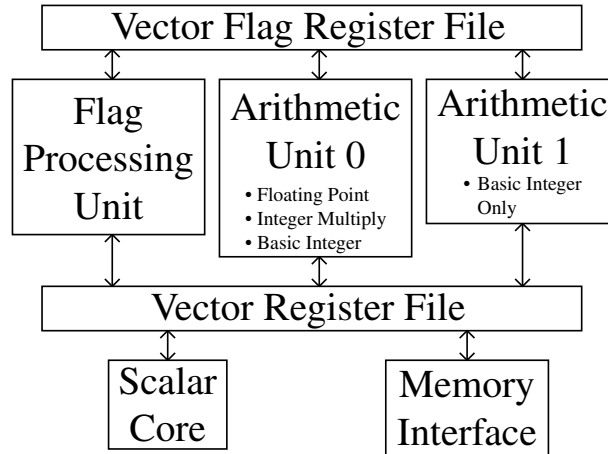 Vector Flag Register File
Flag
Processing
Unit
Arithmetic
Unit 0
• Floating Point
• Integer Multiply
• Basic Integer
Arithmetic
Unit 1
• Basic Integer
Only
Vector Register File
Scalar
Core
Memory
Interface